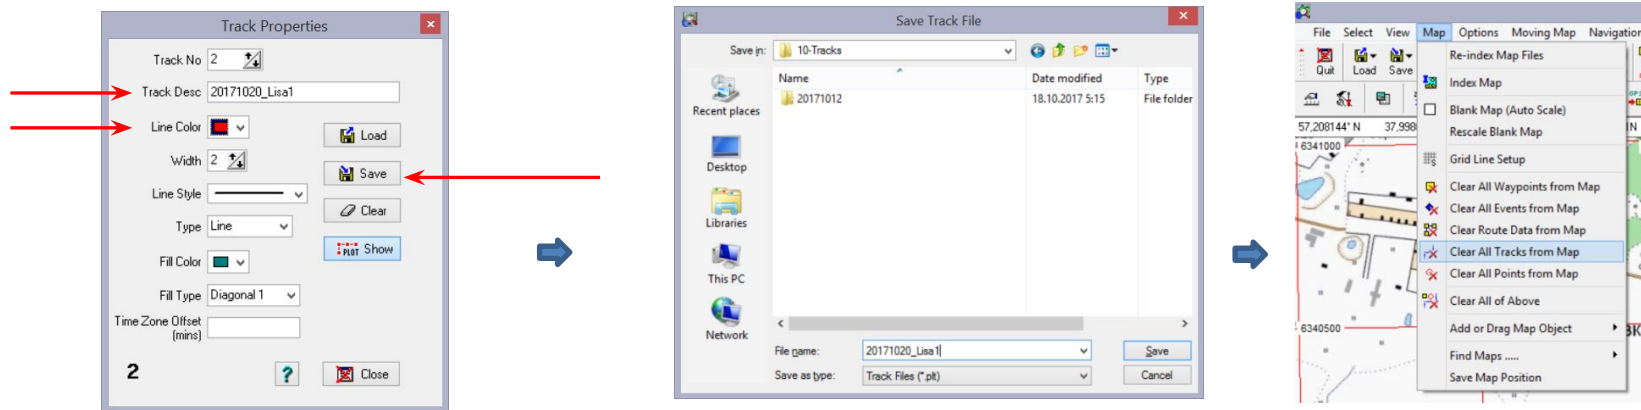 Track Properties
Track No 2
Track Desc 20171020_Lisa1
Line Color
Load
Width 2
Save
Line Style
Clear
Type Line
PLOT Show
Fill Color
Fill Type Diagonal 1
Time Zone Offset
(mins)
2
?
Close
Save Track File
Save in: 10-Tracks
Name Date modified Type
20171012 18.10.2017 5:15 File folder
Recent places
Desktop
Libraries
This PC
Network
File name: 20171020_Lisa1
Save
Save as type: Track Files (*.plt)
Cancel
File Select View Map Options Moving Map Navigation
Quit Load Save
57,208144° N 37,998
6341000
6340500
Re-index Map Files
Index Map
Blank Map (Auto Scale)
Rescale Blank Map
Grid Line Setup
Clear All Waypoints from Map
Clear All Events from Map
Clear Route Data from Map
Clear All Tracks from Map
Clear All Points from Map
Clear All of Above
Add or Drag Map Object
Find Maps .....
Save Map Position